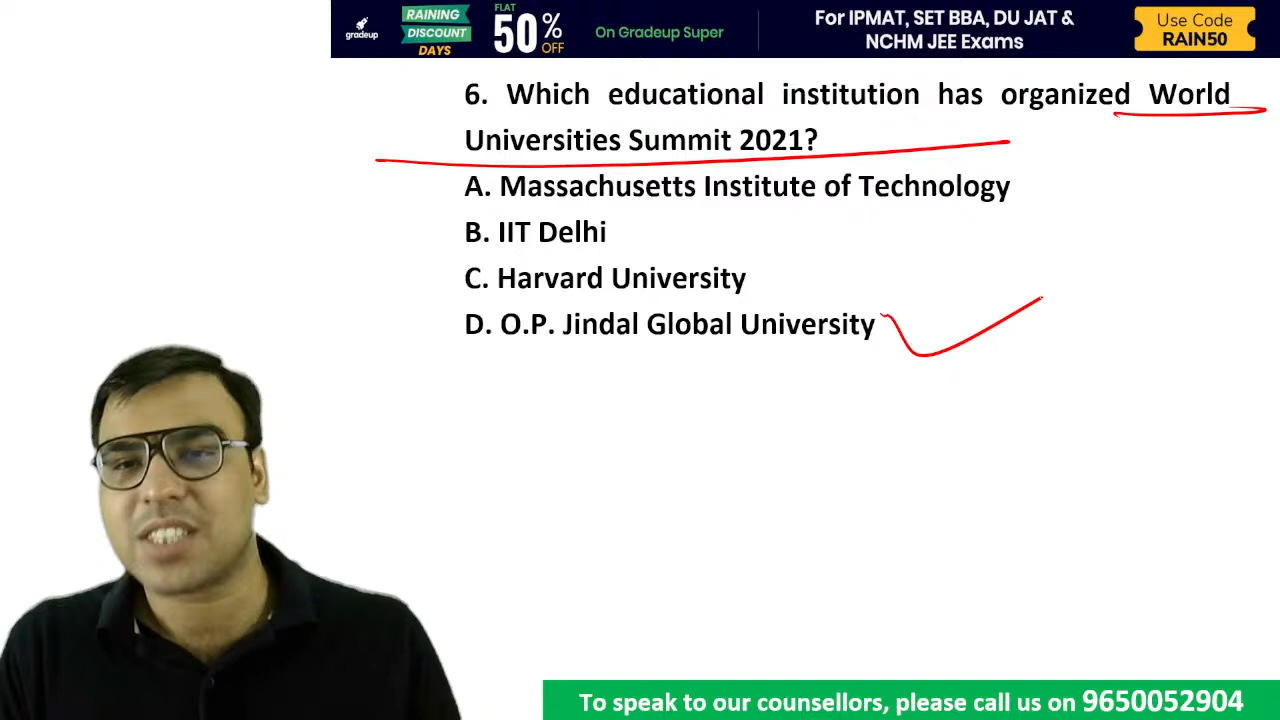 gradeup
RAINING
DISCOUNT
DAYS
FLAT
50%
OFF
On Gradeup Super
For IPMAT, SET BBA, DU JAT &
NCHM JEE Exams
Use Code
RAIN50
6. Which educational institution has organized World
Universities Summit 2021?
A. Massachusetts Institute of Technology
B. IIT Delhi
C. Harvard University
D. O.P. Jindal Global University
To speak to our counsellors, please call us on 9650052904